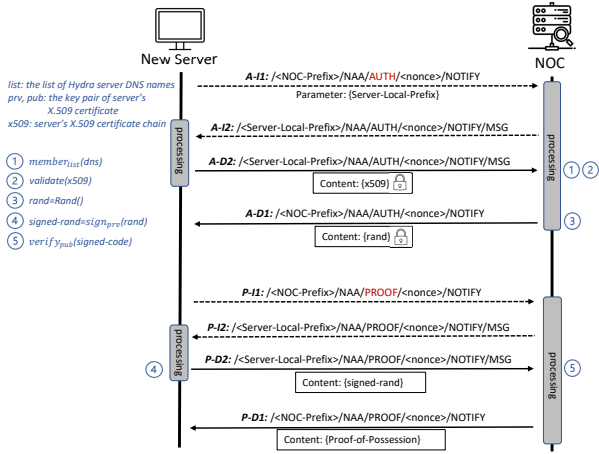 New Server
NOC
list: the list of Hydra server DNS names
prv, pub: the key pair of server's
X.509 certificate
x509: server's X.509 certificate chain
1 member_list(dns)
2 validate(x509)
3 rand=Rand()
4 signed-rand=sign_prv(rand)
5 verify_pub(signed-code)
A-I1: /<NOC-Prefix>/NAA/AUTH/<nonce>/NOTIFY
Parameter: {Server-Local-Prefix}
processing
processing
A-I2: /<Server-Local-Prefix>/NAA/AUTH/<nonce>/NOTIFY/MSG
A-D2: /<Server-Local-Prefix>/NAA/AUTH/<nonce>/NOTIFY/MSG
1 2
Content: {x509}
A-D1: /<NOC-Prefix>/NAA/AUTH/<nonce>/NOTIFY
3
Content: {rand}
P-I1: /<NOC-Prefix>/NAA/PROOF/<nonce>/NOTIFY
P-I2: /<Server-Local-Prefix>/NAA/PROOF/<nonce>/NOTIFY/MSG
processing
processing
4
P-D2: /<Server-Local-Prefix>/NAA/PROOF/<nonce>/NOTIFY/MSG
5
Content: {signed-rand}
P-D1: /<NOC-Prefix>/NAA/PROOF/<nonce>/NOTIFY
Content: {Proof-of-Possession}